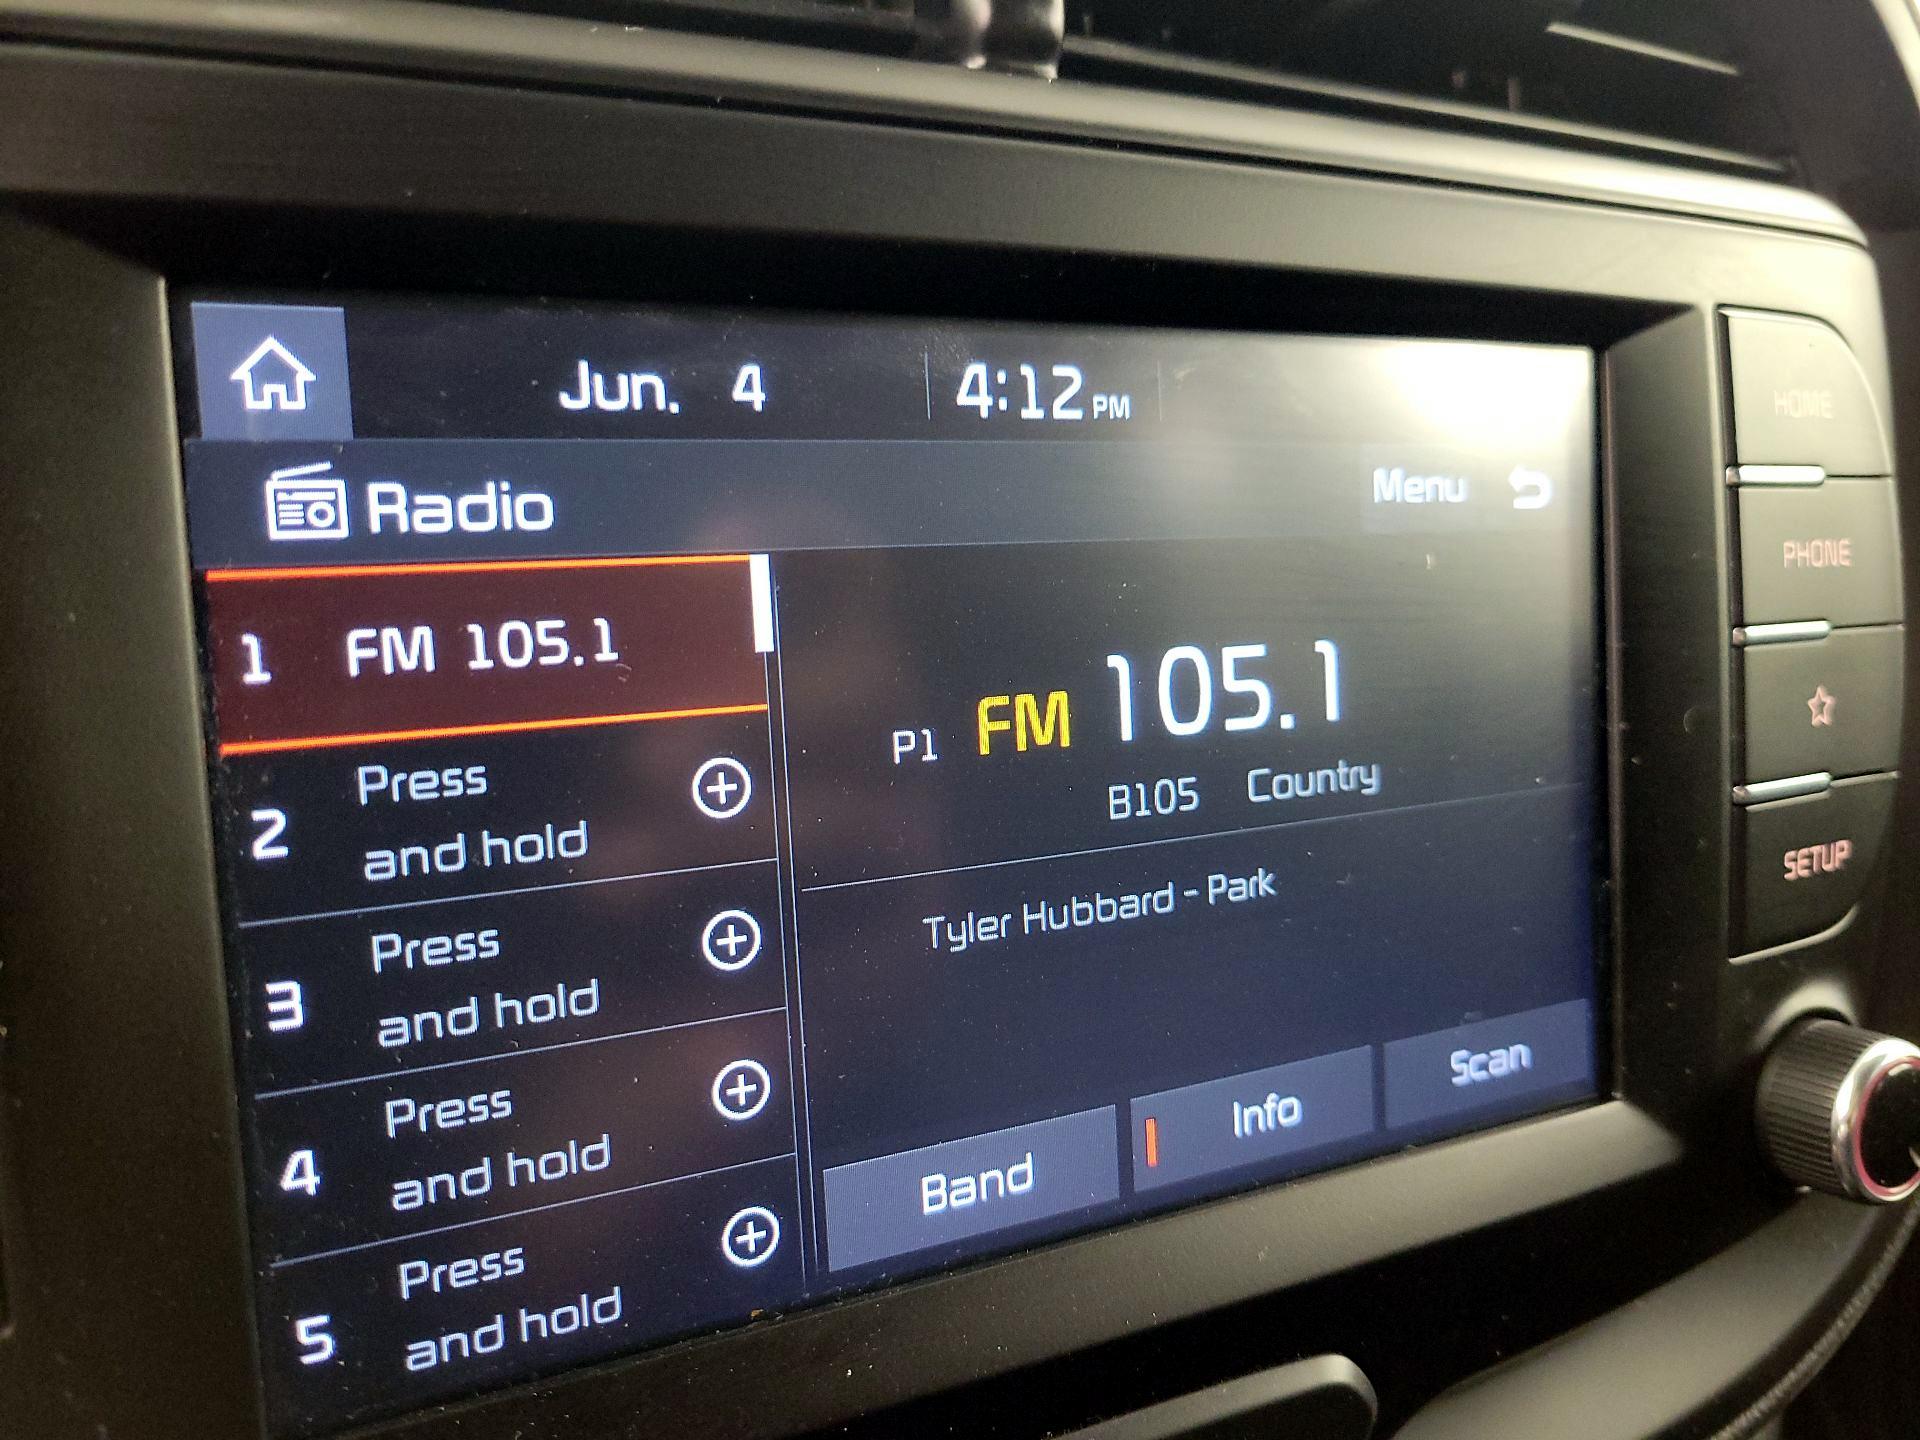 Jun. 4 4:12 PM
Radio
Menu
1 FM 105.1
2 Press
and hold
3 Press
and hold
4 Press
and hold
5 Press
and hold
P1 FM 105.1
B105 Country
Tyler Hubbard - Park
Band
Info
Scan
HOME
PHONE
SETUP